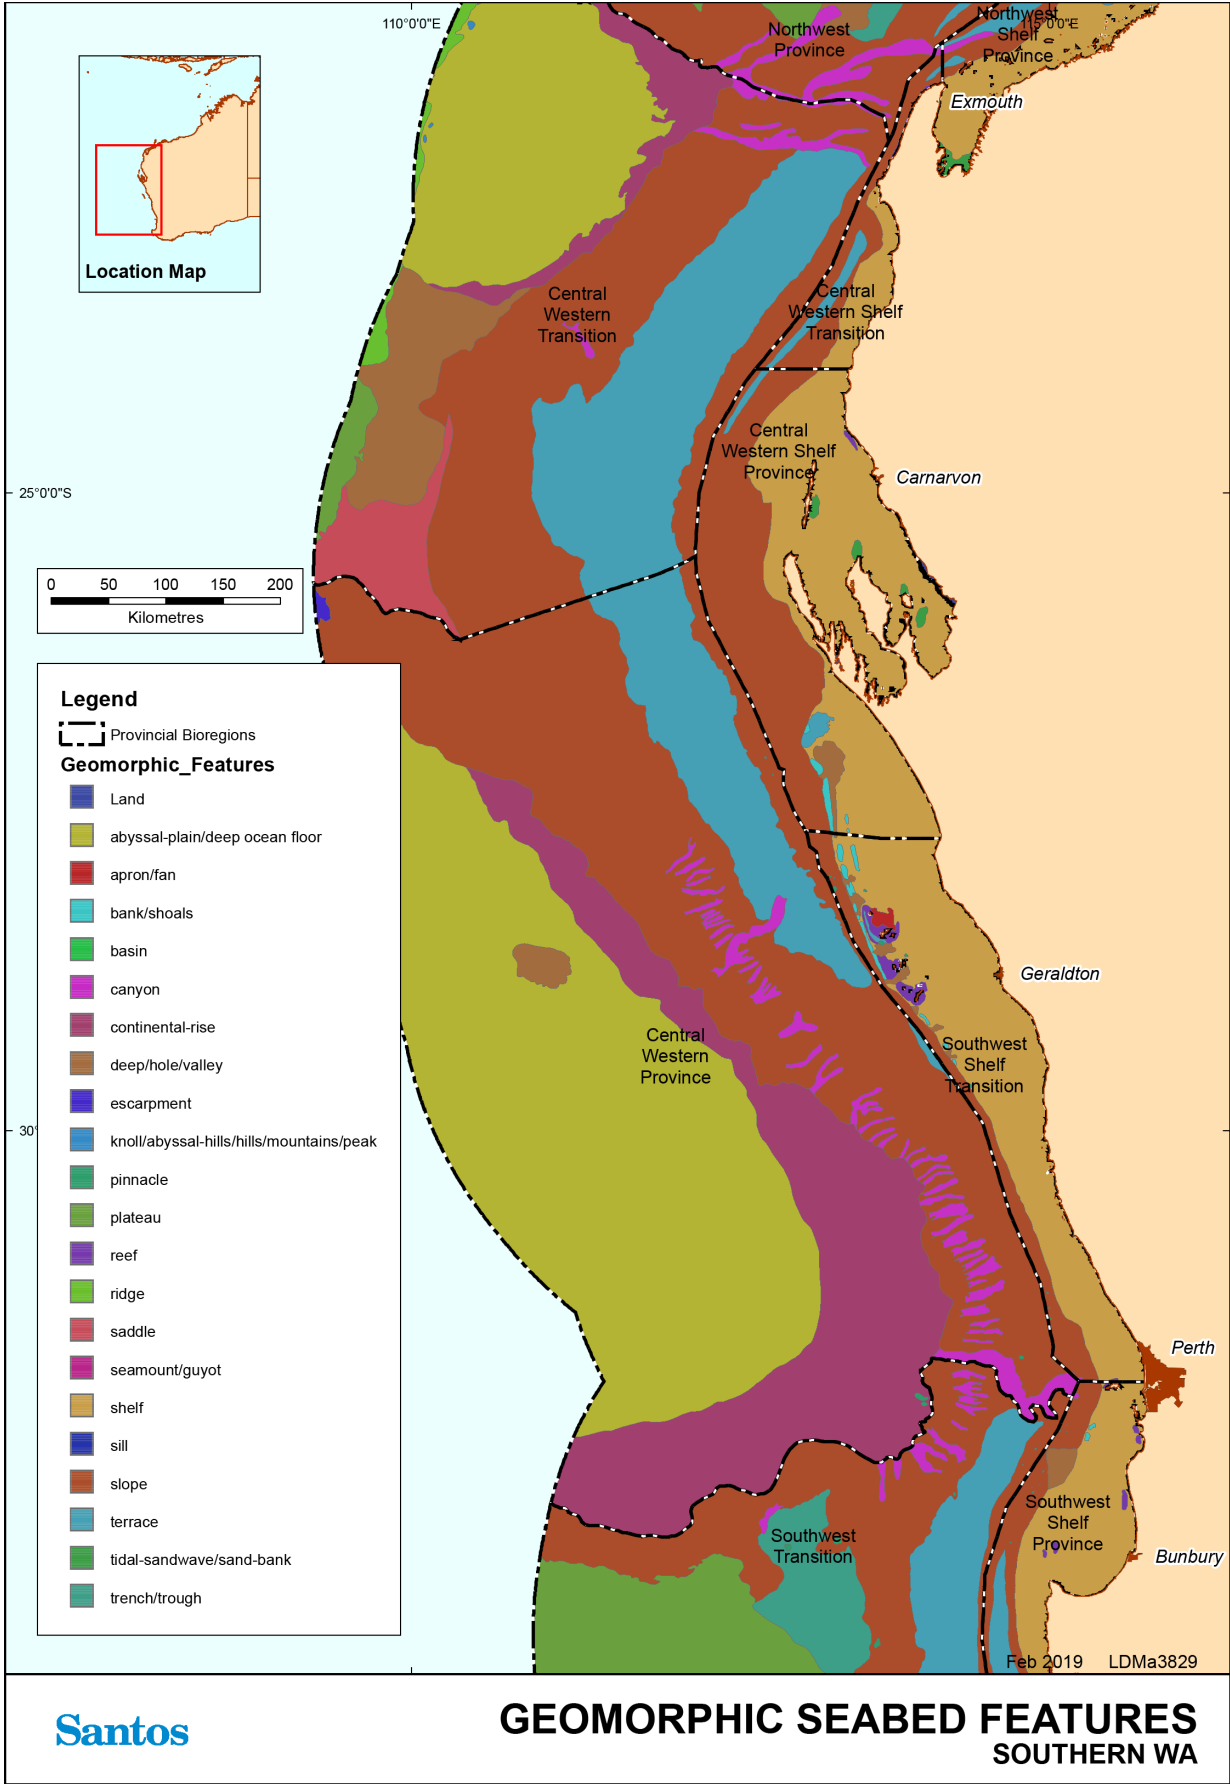 110°0'0"E
115°0'0"E
Northwest
Province
Northwest
Shelf
Province
Exmouth
Location Map
Central
Western
Transition
Central
Western Shelf
Transition
Central
Western Shelf
Province
Carnarvon
25°0'0"S
0 50 100 150 200
Kilometres
Legend
Provincial Bioregions
Geomorphic_Features
Land
abyssal-plain/deep ocean floor
apron/fan
bank/shoals
basin
canyon
continental-rise
deep/hole/valley
escarpment
knoll/abyssal-hills/hills/mountains/peak
pinnacle
plateau
reef
ridge
saddle
seamount/guyot
shelf
sill
slope
terrace
tidal-sandwave/sand-bank
trench/trough
30°
Geraldton
Central
Western
Province
Southwest
Shelf
Transition
Perth
Southwest
Shelf
Province
Southwest
Transition
Bunbury
Feb 2019 LDMa3829
Santos
GEOMORPHIC SEABED FEATURES
SOUTHERN WA